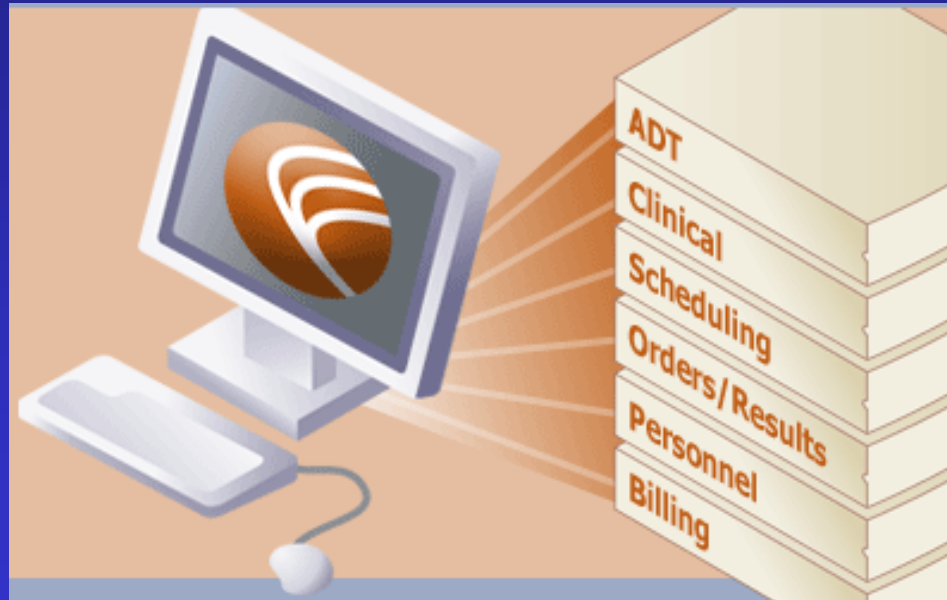 ADT
Clinical
Scheduling
Orders/Results
Personnel
Billing